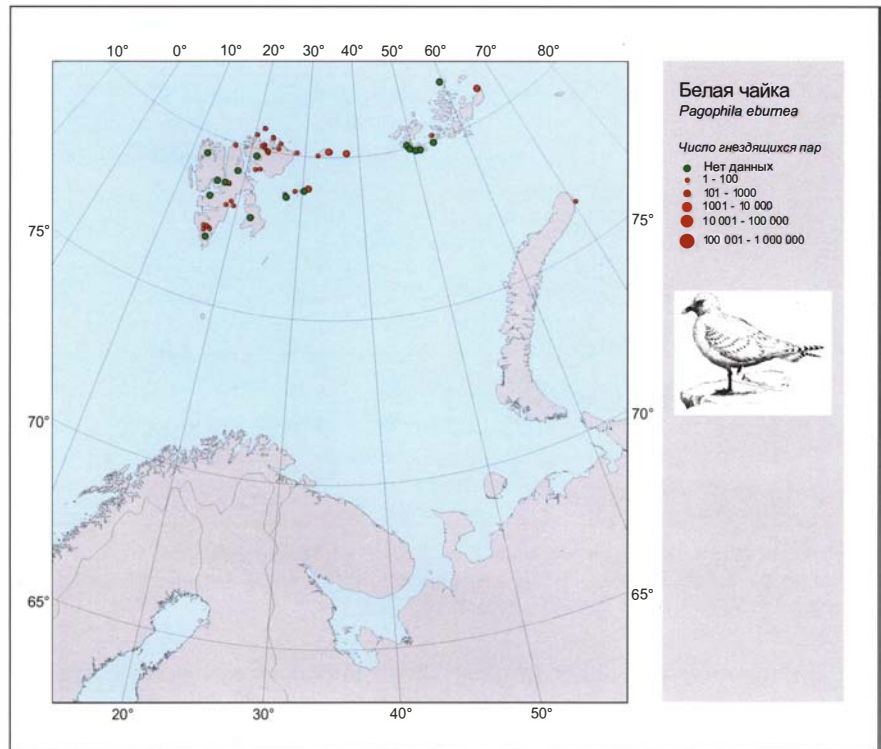 10° 0° 10° 20° 30° 40° 50° 60° 70° 80°
Белая чайка
Pagophila eburnea
Число гнездящихся пар
Нет данных
1 - 100
101 - 1000
1001 - 10 000
10 001 - 100 000
100 001 - 1 000 000
75° 75°
70° 70°
65° 65°
20° 30° 40° 50°